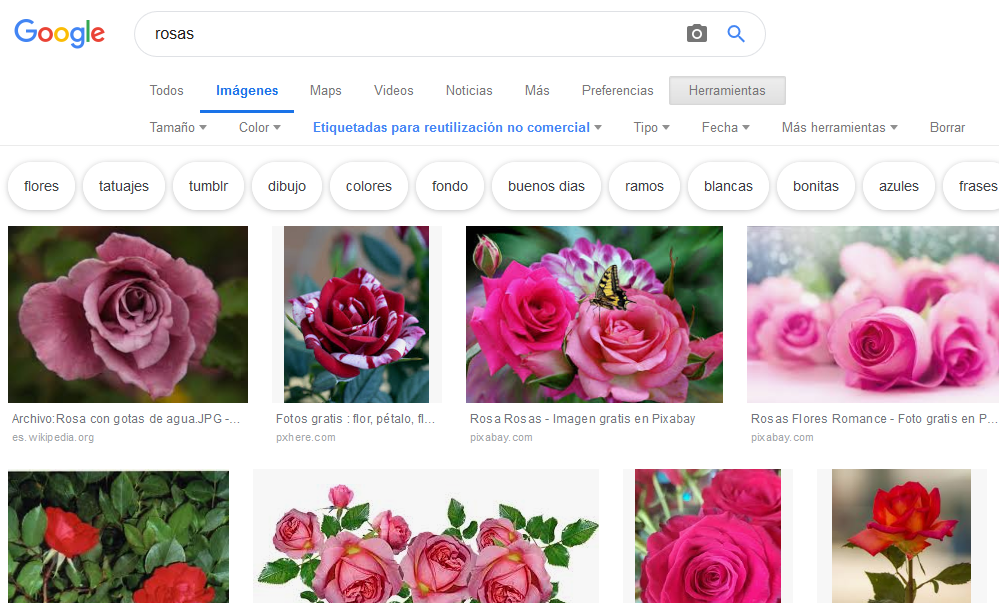 Google rosas
Todos Imágenes Maps Videos Noticias Más Preferencias Herramientas
Tamaño Color Etiquetadas para reutilización no comercial Tipo Fecha Más herramientas Borrar
flores tatuajes tumblr dibujo colores fondo buenos dias ramos blancas bonitas azules frases
Archivo:Rosa con gotas de agua.JPG -...
es.wikipedia.org
Fotos gratis : flor, pétalo, fl...
pxhere.com
Rosa Rosas - Imagen gratis en Pixabay
pixabay.com
Rosas Flores Romance - Foto gratis en P...
pixabay.com